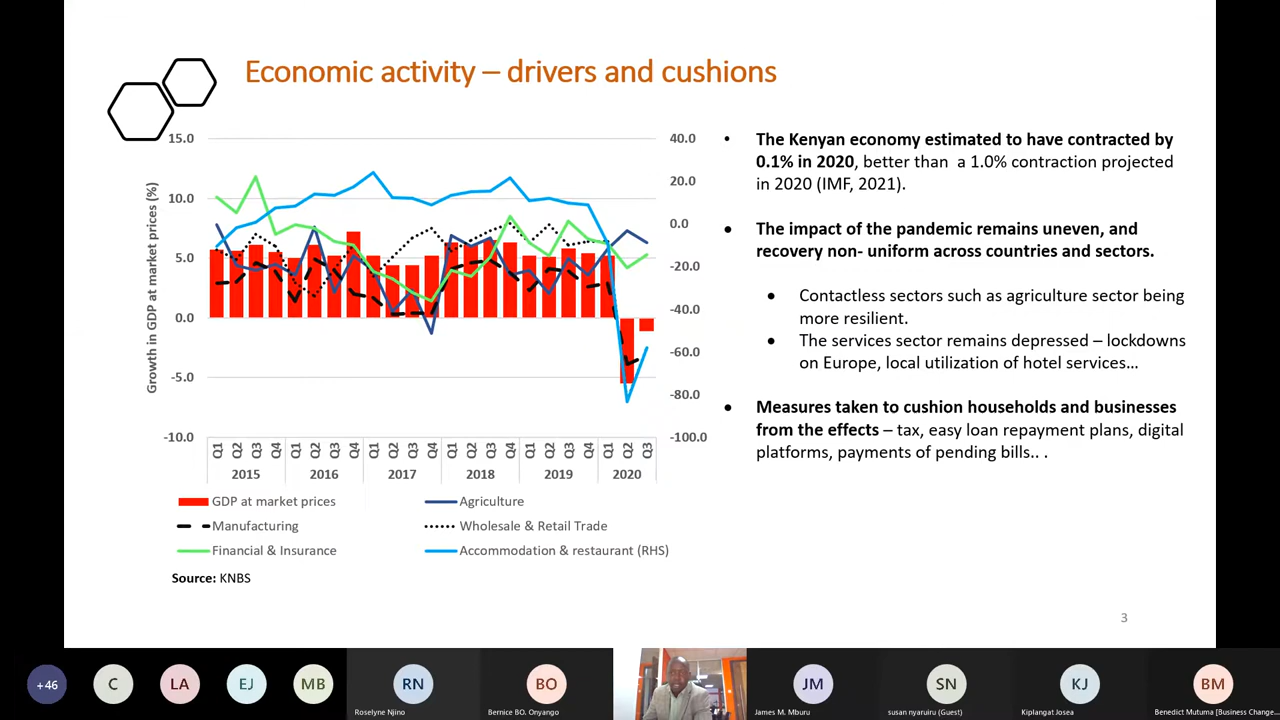 Economic activity – drivers and cushions
15.0
10.0
5.0
0.0
-5.0
-10.0
Growth in GDP at market prices (%)
40.0
20.0
0.0
-20.0
-40.0
-60.0
-80.0
-100.0
Q1 Q2 Q3 Q4 Q1 Q2 Q3 Q4 Q1 Q2 Q3 Q4 Q1 Q2 Q3 Q4 Q1 Q2 Q3 Q4 Q1 Q2 Q3
2015 2016 2017 2018 2019 2020
GDP at market prices
Agriculture
Manufacturing
Wholesale & Retail Trade
Financial & Insurance
Accommodation & restaurant (RHS)
Source: KNBS
• The Kenyan economy estimated to have contracted by
0.1% in 2020, better than a 1.0% contraction projected
in 2020 (IMF, 2021).
• The impact of the pandemic remains uneven, and
recovery non- uniform across countries and sectors.
• Contactless sectors such as agriculture sector being
more resilient.
• The services sector remains depressed – lockdowns
on Europe, local utilization of hotel services…
• Measures taken to cushion households and businesses
from the effects – tax, easy loan repayment plans, digital
platforms, payments of pending bills.. .
3
+46
C
LA
EJ
MB
RN
Roselyne Njino
BO
Bernice BO. Onyango
JM
James M. Mburu
SN
susan nyaruiru (Guest)
KJ
Kiplangat Josea
BM
Benedict Mutuma [Business Change...